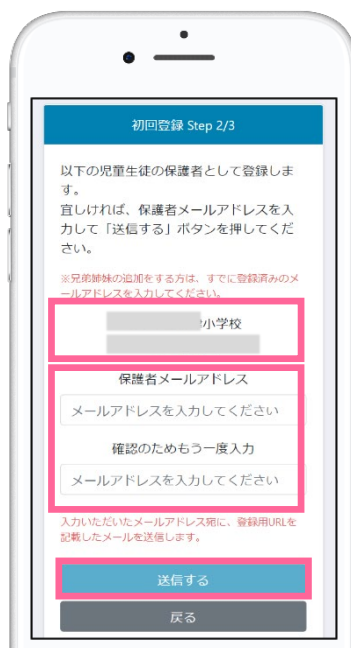 初回登録 Step 2/3
以下の児童生徒の保護者として登録しま
す。
宜しければ、保護者メールアドレスを入
力して「送信する」ボタンを押してくだ
さい。
※兄弟姉妹の追加をする方は、すでに登録済みのメ
ールアドレスを入力してください。
小学校
保護者メールアドレス
メールアドレスを入力してください
確認のためもう一度入力
メールアドレスを入力してください
入力いただいたメールアドレス宛に、登録用URLを
記載したメールを送信します。
送信する
戻る